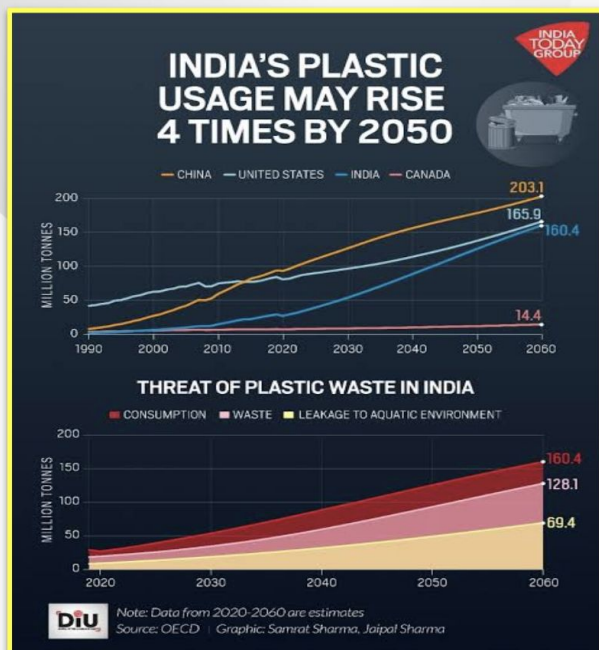 INDIA TODAY GROUP
INDIA'S PLASTIC
USAGE MAY RISE
4 TIMES BY 2050
CHINA UNITED STATES INDIA CANADA
203.1
165.9
160.4
14.4
MILLION TONNES
200
150
100
50
0
1990 2000 2010 2020 2030 2040 2050 2060
THREAT OF PLASTIC WASTE IN INDIA
CONSUMPTION WASTE LEAKAGE TO AQUATIC ENVIRONMENT
MILLION TONNES
200
150
100
50
0
160.4
128.1
69.4
2020 2030 2040 2050 2060
DiU
Note: Data from 2020-2060 are estimates
Source: OECD | Graphic: Samrat Sharma, Jaipal Sharma